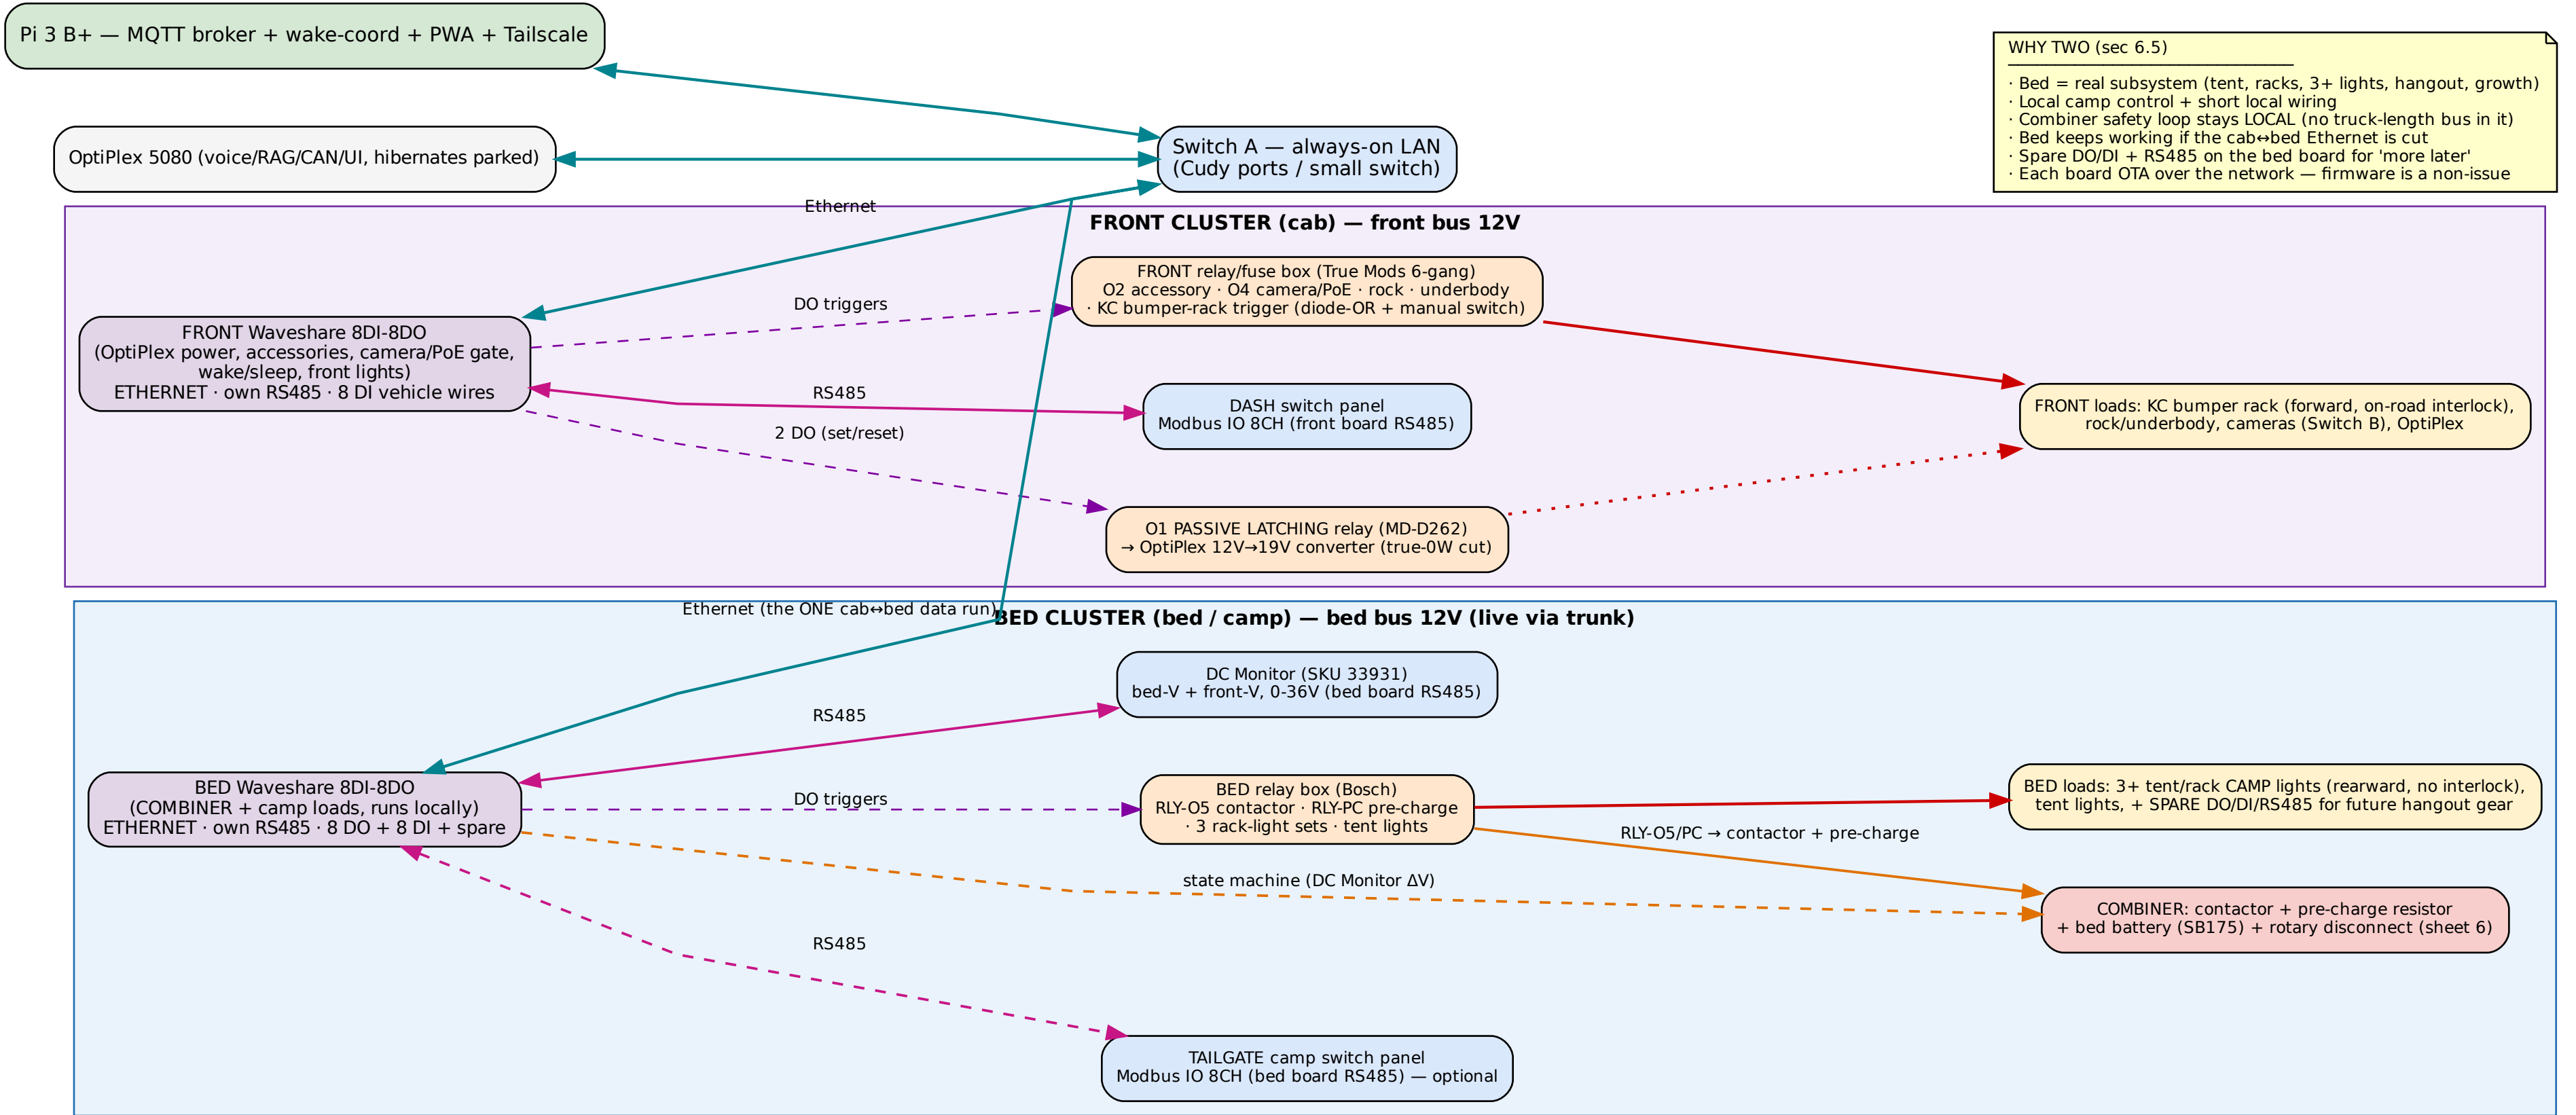 Pi 3 B+ — MQTT broker + wake-coord + PWA + Tailscale
WHY TWO (sec 6.5)
· Bed = real subsystem (tent, racks, 3+ lights, hangout, growth)
· Local camp control + short local wiring
· Combiner safety loop stays LOCAL (no truck-length bus in it)
· Bed keeps working if the cab↔bed Ethernet is cut
· Spare DO/DI + RS485 on the bed board for 'more later'
· Each board OTA over the network — firmware is a non-issue
OptiPlex 5080 (voice/RAG/CAN/UI, hibernates parked)
Switch A — always-on LAN
(Cudy ports / small switch)
Ethernet
FRONT CLUSTER (cab) — front bus 12V
FRONT relay/fuse box (True Mods 6-gang)
O2 accessory · O4 camera/PoE · rock · underbody
· KC bumper-rack trigger (diode-OR + manual switch)
DO triggers
FRONT Waveshare 8DI-8DO
(OptiPlex power, accessories, camera/PoE gate,
wake/sleep, front lights)
ETHERNET · own RS485 · 8 DI vehicle wires
RS485
DASH switch panel
Modbus IO 8CH (front board RS485)
FRONT loads: KC bumper rack (forward, on-road interlock),
rock/underbody, cameras (Switch B), OptiPlex
2 DO (set/reset)
O1 PASSIVE LATCHING relay (MD-D262)
→ OptiPlex 12V→19V converter (true-0W cut)
Ethernet (the ONE cab↔bed data run)
BED CLUSTER (bed / camp) — bed bus 12V (live via trunk)
DC Monitor (SKU 33931)
bed-V + front-V, 0-36V (bed board RS485)
RS485
BED Waveshare 8DI-8DO
(COMBINER + camp loads, runs locally)
ETHERNET · own RS485 · 8 DO + 8 DI + spare
DO triggers
BED relay box (Bosch)
RLY-O5 contactor · RLY-PC pre-charge
· 3 rack-light sets · tent lights
BED loads: 3+ tent/rack CAMP lights (rearward, no interlock),
tent lights, + SPARE DO/DI/RS485 for future hangout gear
RLY-O5/PC → contactor + pre-charge
state machine (DC Monitor ΔV)
COMBINER: contactor + pre-charge resistor
+ bed battery (SB175) + rotary disconnect (sheet 6)
RS485
TAILGATE camp switch panel
Modbus IO 8CH (bed board RS485) — optional